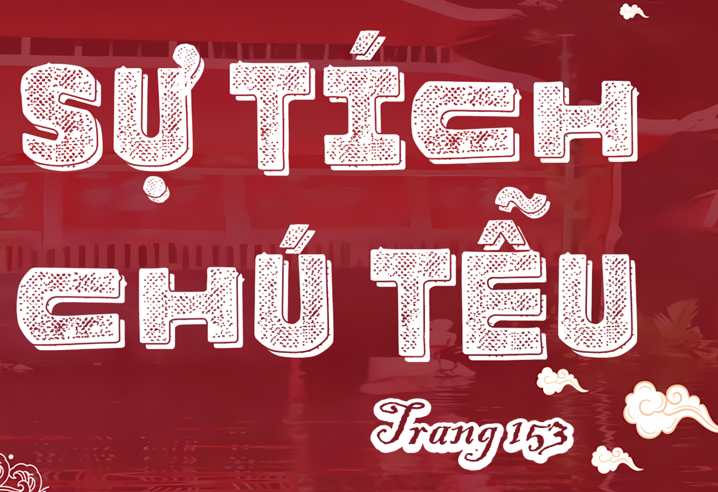 SỰ TÍCH
CHÚ TỄU
Trang 153